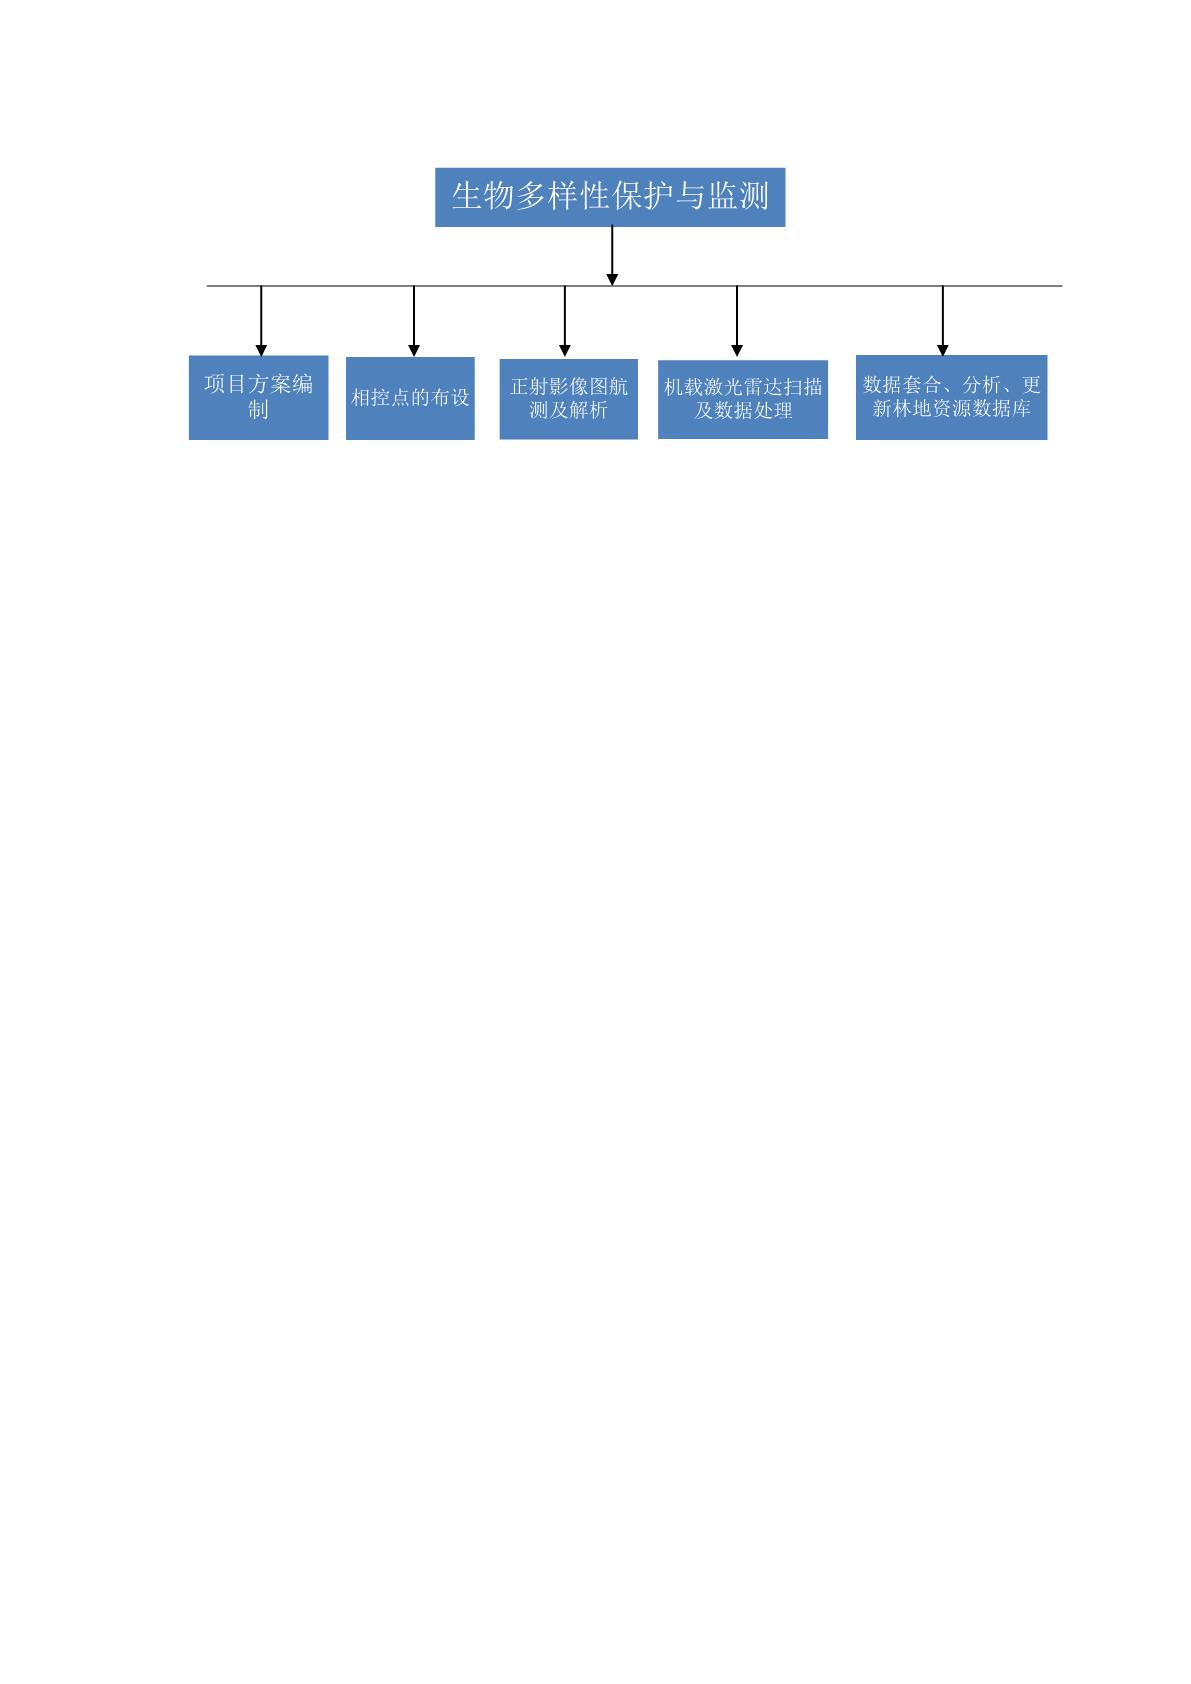 生物多样性保护与监测
项目方案编
制
相控点的布设
正射影像图航
测及解析
机载激光雷达扫描
及数据处理
数据套合、分析、更
新林地资源数据库